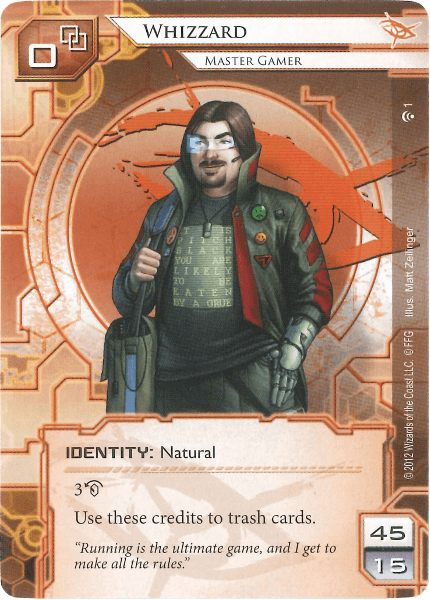 WHIZZARD
MASTER GAMER
1
IT IS
PITCH
BLACK
YOU ARE
LIKELY
TO BE
EATEN
BY A GRUE
Illus. Matt Zeilinger
© 2012 Wizards of the Coast LLC. © FFG
IDENTITY: Natural
3
Use these credits to trash cards.
“Running is the ultimate game, and I get to
make all the rules.”
45
15